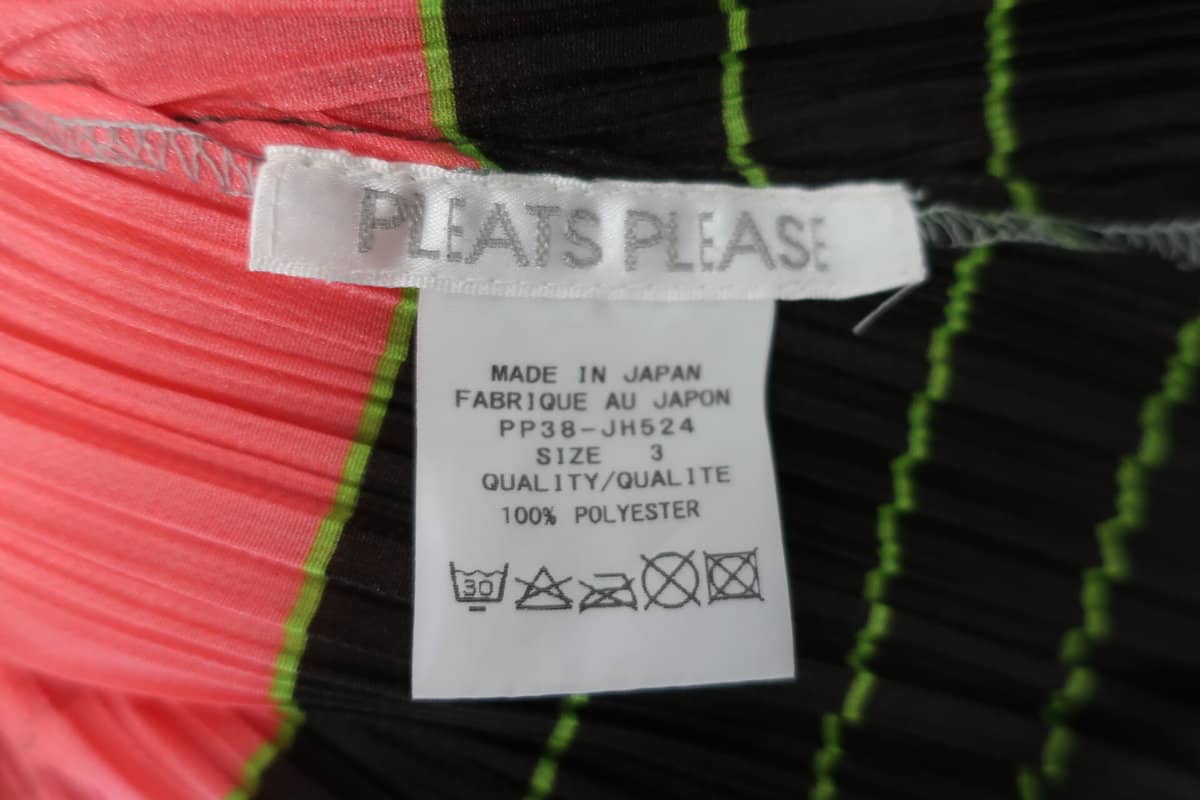 PLEATS PLEASE
MADE IN JAPAN
FABRIQUE AU JAPON
PP38-JH524
SIZE 3
QUALITY/QUALITE
100% POLYESTER
30